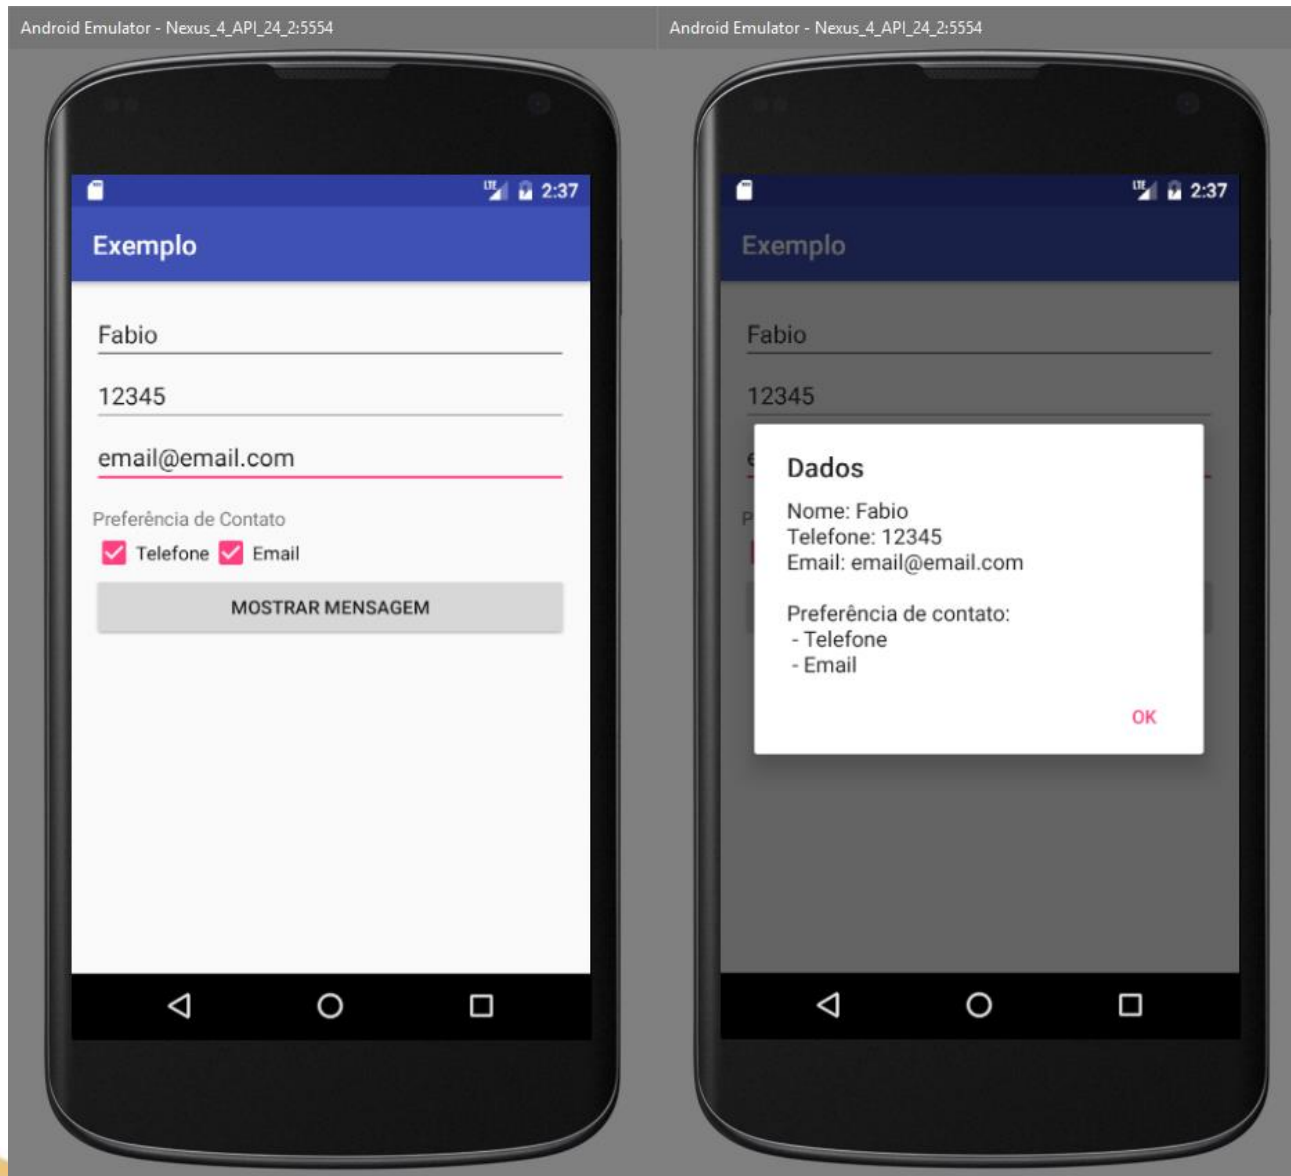 Android Emulator - Nexus_4_API_24_2:5554
LTE 2:37
Exemplo
Fabio
12345
email@email.com
Preferência de Contato
Telefone Email
MOSTRAR MENSAGEM
Android Emulator - Nexus_4_API_24_2:5554
LTE 2:37
Exemplo
Fabio
12345
e
Dados
P
Nome: Fabio
Telefone: 12345
Email: email@email.com
Preferência de contato:
- Telefone
- Email
OK